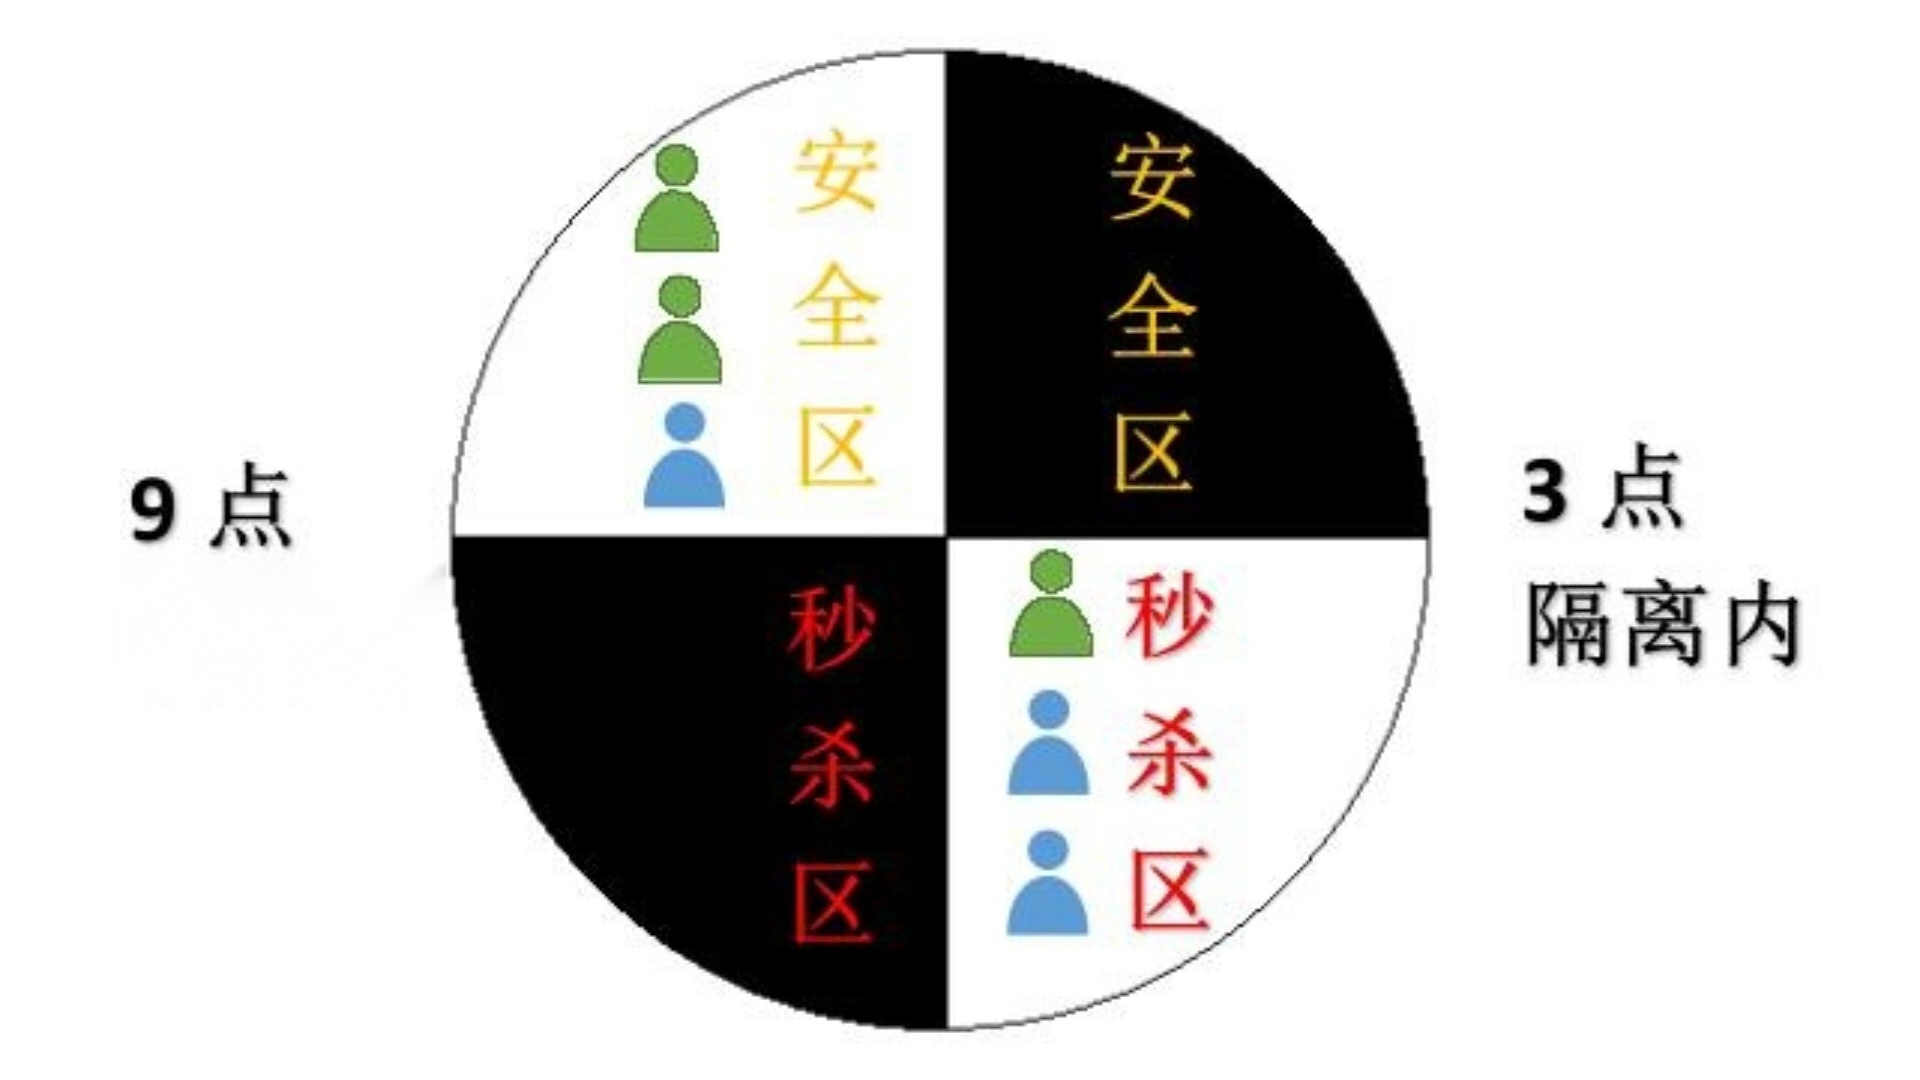 安全区
安全区
9 点
3 点
隔离内
秒杀区
秒杀区